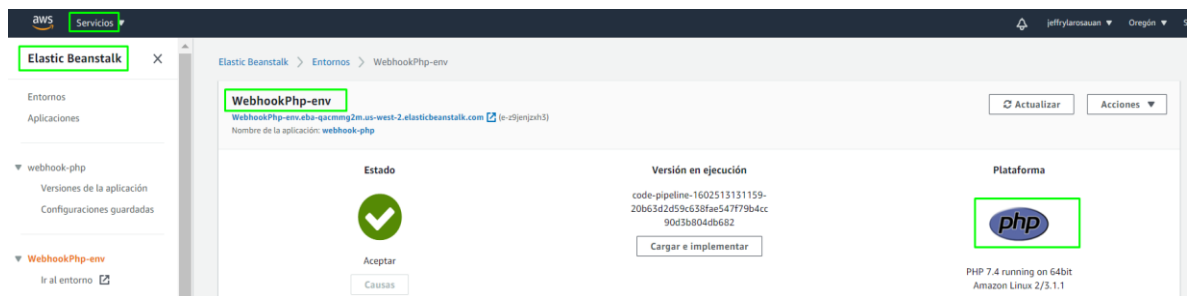 aws
Servicios ▼
jeffrylarosauan ▼
Oregón ▼
S
Elastic Beanstalk
Entornos
Aplicaciones
▼ webhook-php
Versiones de la aplicación
Configuraciones guardadas
▼ WebhookPhp-env
Ir al entorno
Elastic Beanstalk > Entornos > WebhookPhp-env
WebhookPhp-env
WebhookPhp-env.eba-qacmmg2m.us-west-2.elasticbeanstalk.com (e-z9jenjzxh3)
Nombre de la aplicación: webhook-php
Actualizar
Acciones ▼
Estado
Aceptar
Causas
Versión en ejecución
code-pipeline-1602513131159-
20b63d2d59c638fae547f79b4cc
90d3b804db682
Cargar e implementar
Plataforma
php
PHP 7.4 running on 64bit
Amazon Linux 2/3.1.1